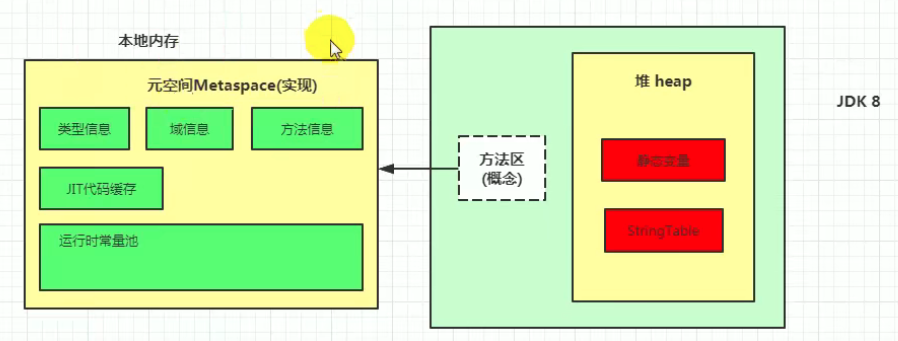 本地内存
元空间Metaspace(实现)
类型信息
域信息
方法信息
JIT代码缓存
运行时常量池
方法区
(概念)
堆 heap
静态变量
StringTable
JDK 8